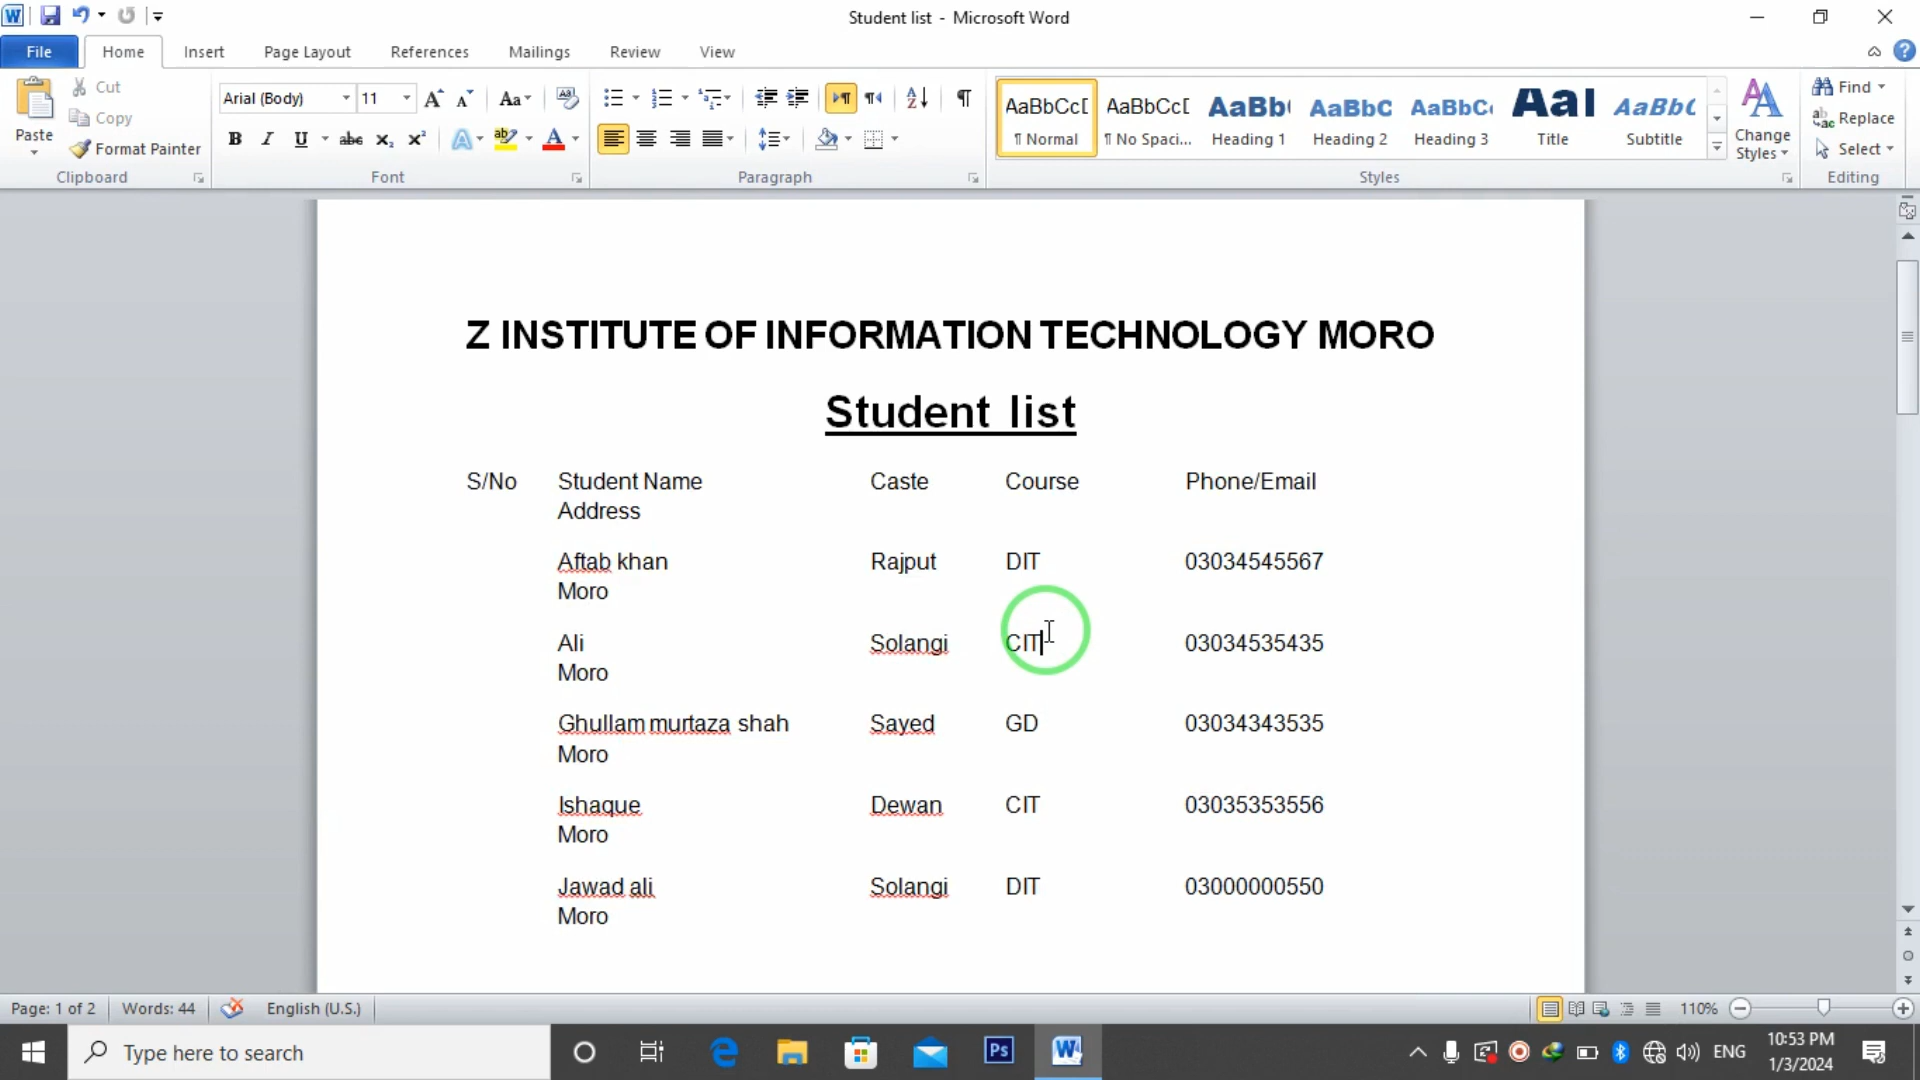 Student list - Microsoft Word
File Home Insert Page Layout References Mailings Review View
Paste
Cut
Copy
Format Painter
Clipboard
Arial (Body) 11
Font
Paragraph
AaBbCcD AaBbCcD AaBb( AaBbC AaBbC( AaI AaBbC
¶ Normal ¶ No Spaci... Heading 1 Heading 2 Heading 3 Title Subtitle
Change Styles
Styles
Find
Replace
Select
Editing
Z INSTITUTE OF INFORMATION TECHNOLOGY MORO
Student list
S/No Student Name Caste Course Phone/Email
Address
Aftab khan Rajput DIT 03034545567
Moro
Ali Solangi CIT 03034535435
Moro
Ghullam murtaza shah Sayed GD 03034343535
Moro
Ishaque Dewan CIT 03035353556
Moro
Jawad ali Solangi DIT 03000000550
Moro
Page: 1 of 2 Words: 44 English (U.S.) 110%
Type here to search
Ps
ENG
10:53 PM
1/3/2024